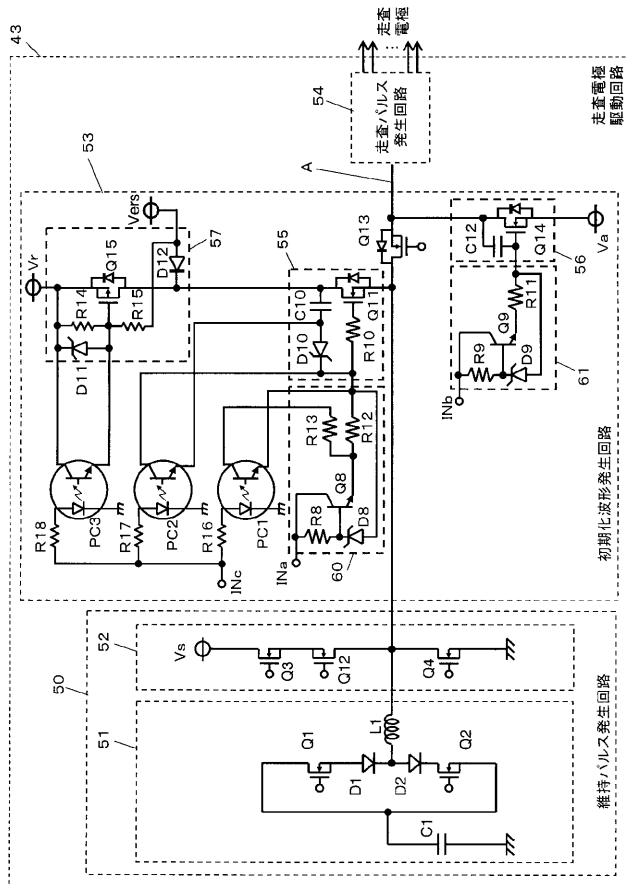 43
走査電極
駆動回路
走査
電極
…
54
走査パルス
発生回路
A
53
初期化波形発生回路
Vr
Vers
57
R14
Q15
D11
R15
D12
55
C10
D10
Q11
R10
Q13
C12
Q14
56
Va
R18
PC3
R17
PC2
R16
PC1
INc
R13
R12
INa
R8
Q8
D8
60
INb
R9
Q9
D9
R11
61
50
維持パルス発生回路
52
Vs
Q3
Q12
Q4
51
L1
Q1
D1
D2
Q2
C1